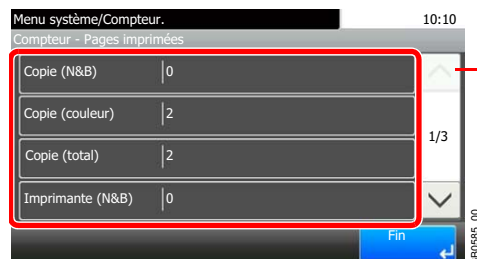 Menu système/Compteur.
10:10
Compteur - Pages imprimées
Copie (N&B) 0
Copie (couleur) 2
1/3
Copie (total) 2
Imprimante (N&B) 0
Fin